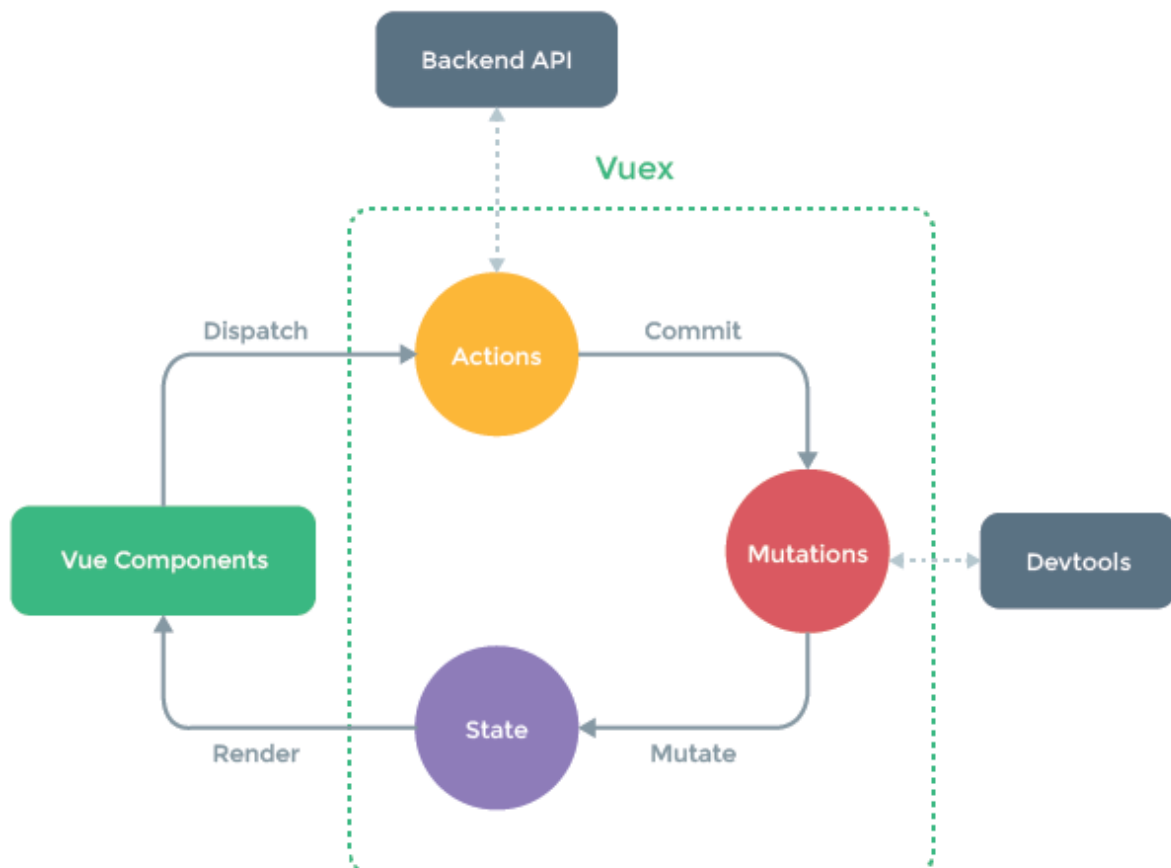 Backend API
Vuex
Dispatch
Commit
Actions
Vue Components
Mutations
Devtools
State
Render
Mutate